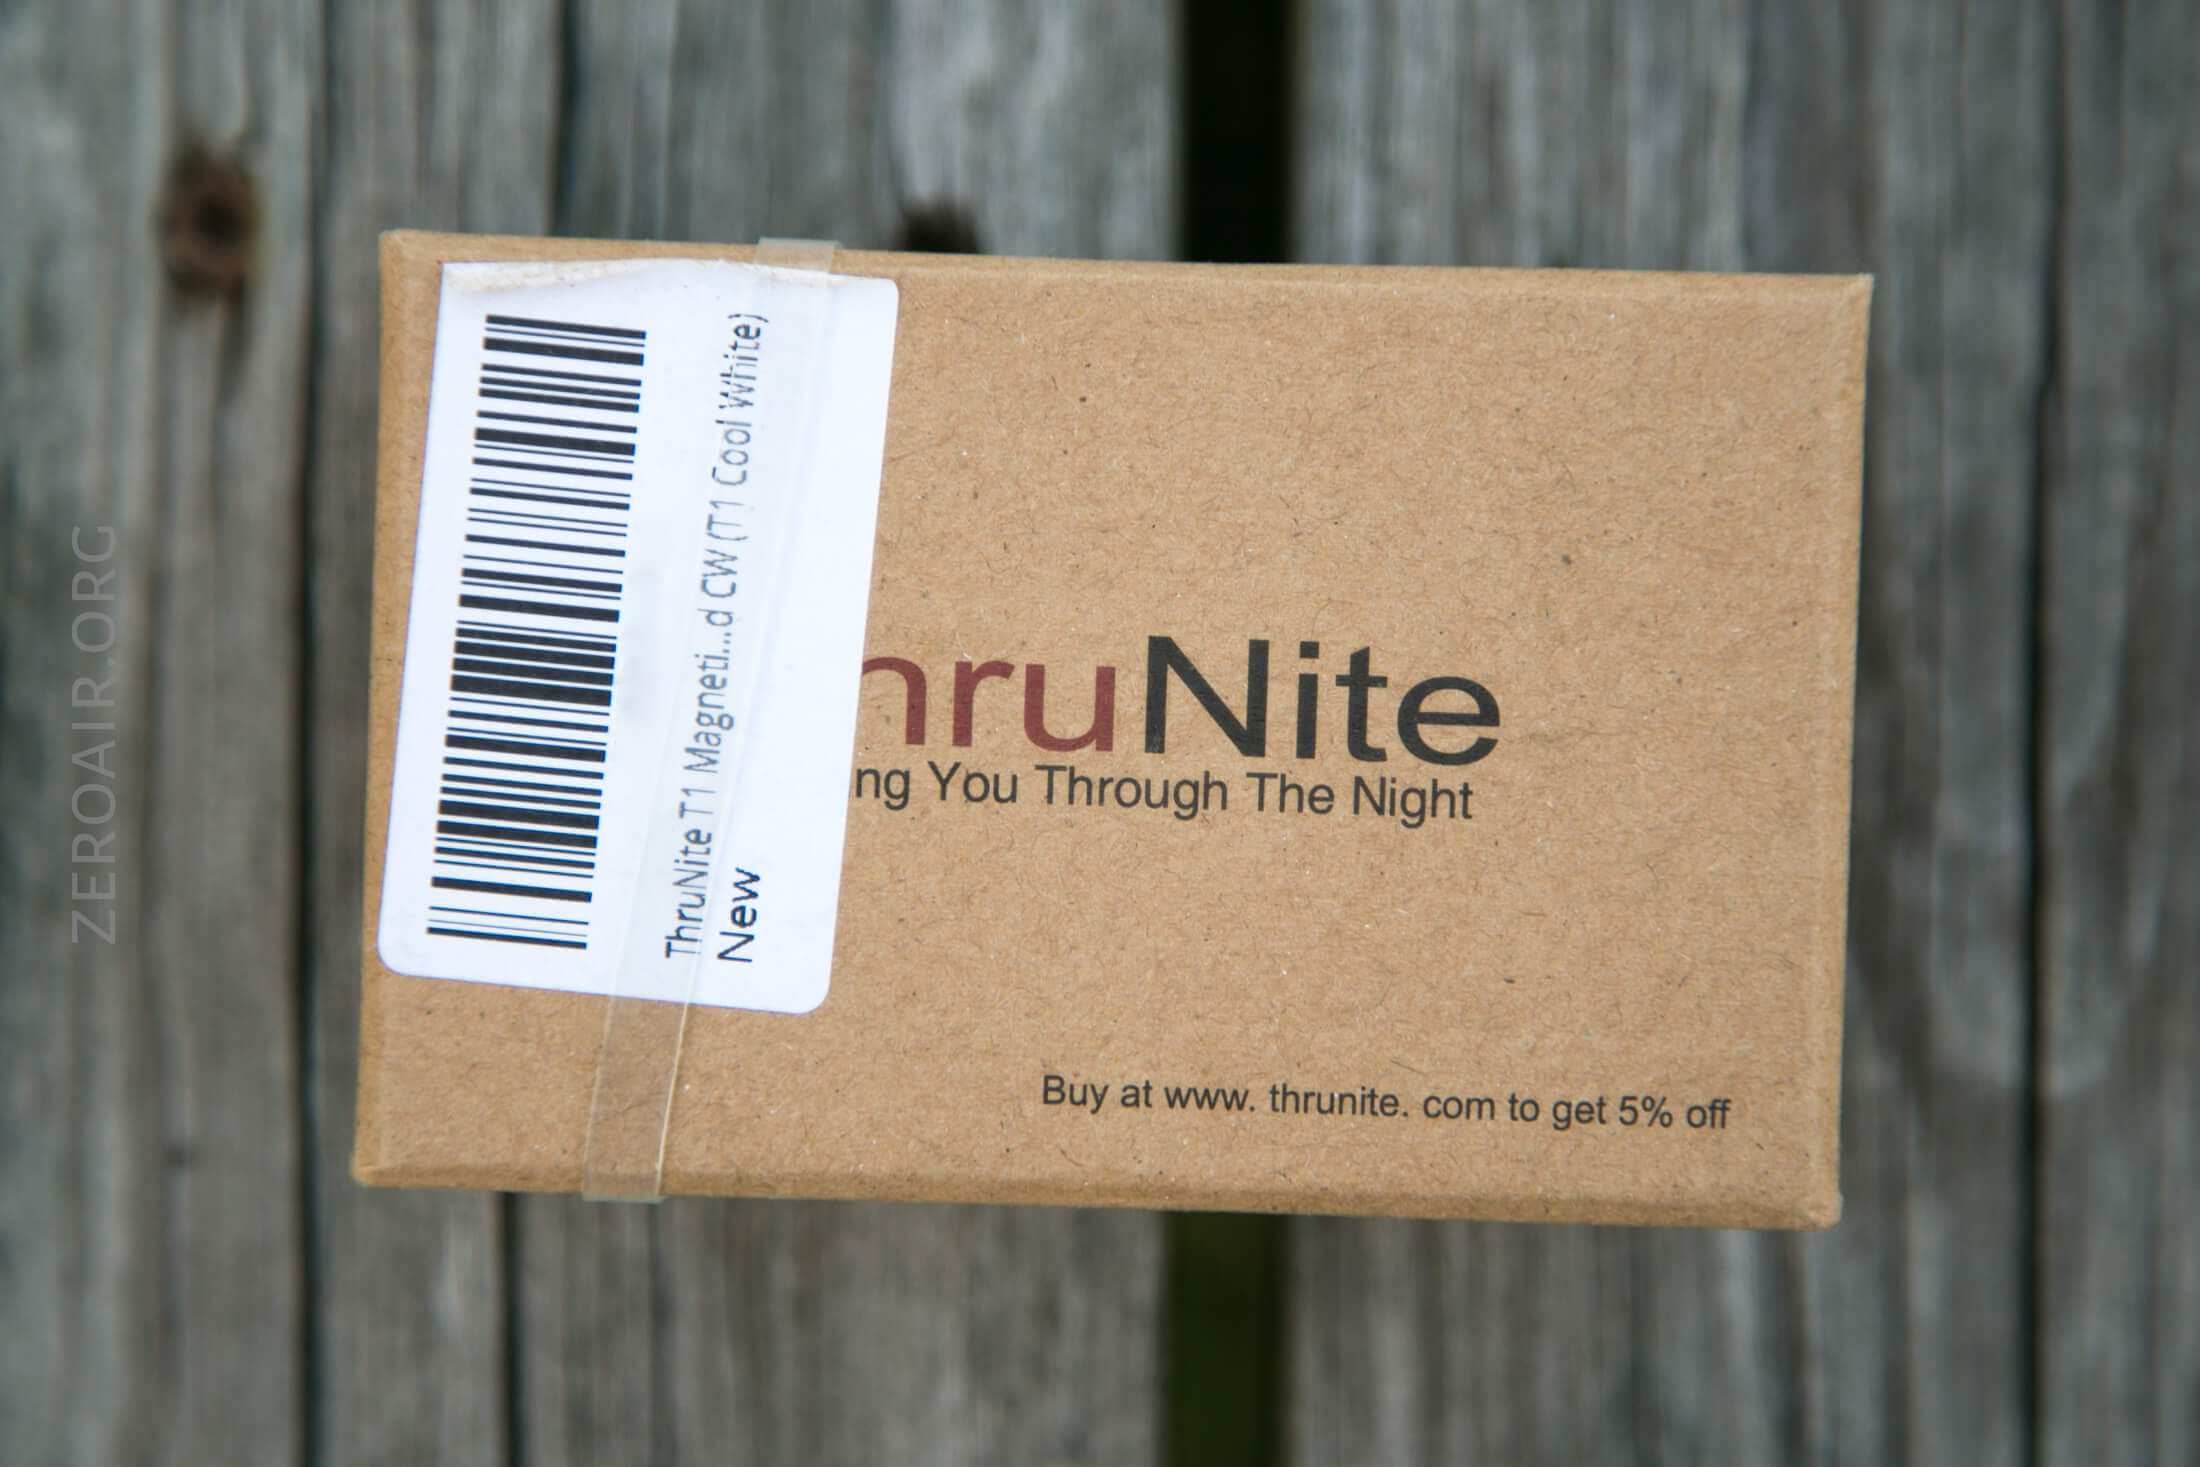 ZEROAIR.ORG
ThruNite T1 Magneti...d CW (T1 Cool White)
New
hruNite
ng You Through The Night
Buy at www. thrunite. com to get 5% off